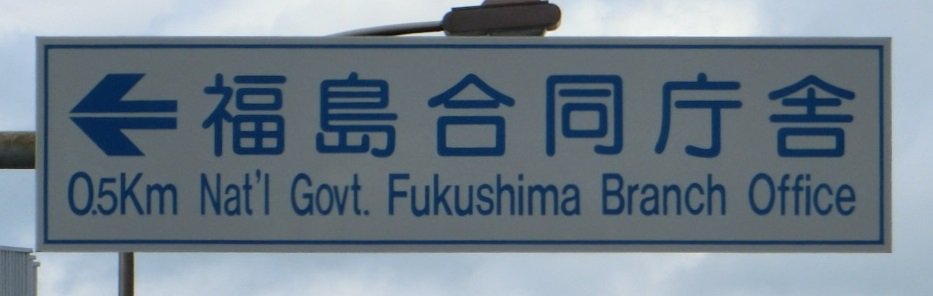 福島合同庁舎
0.5Km Nat'l Govt. Fukushima Branch Office